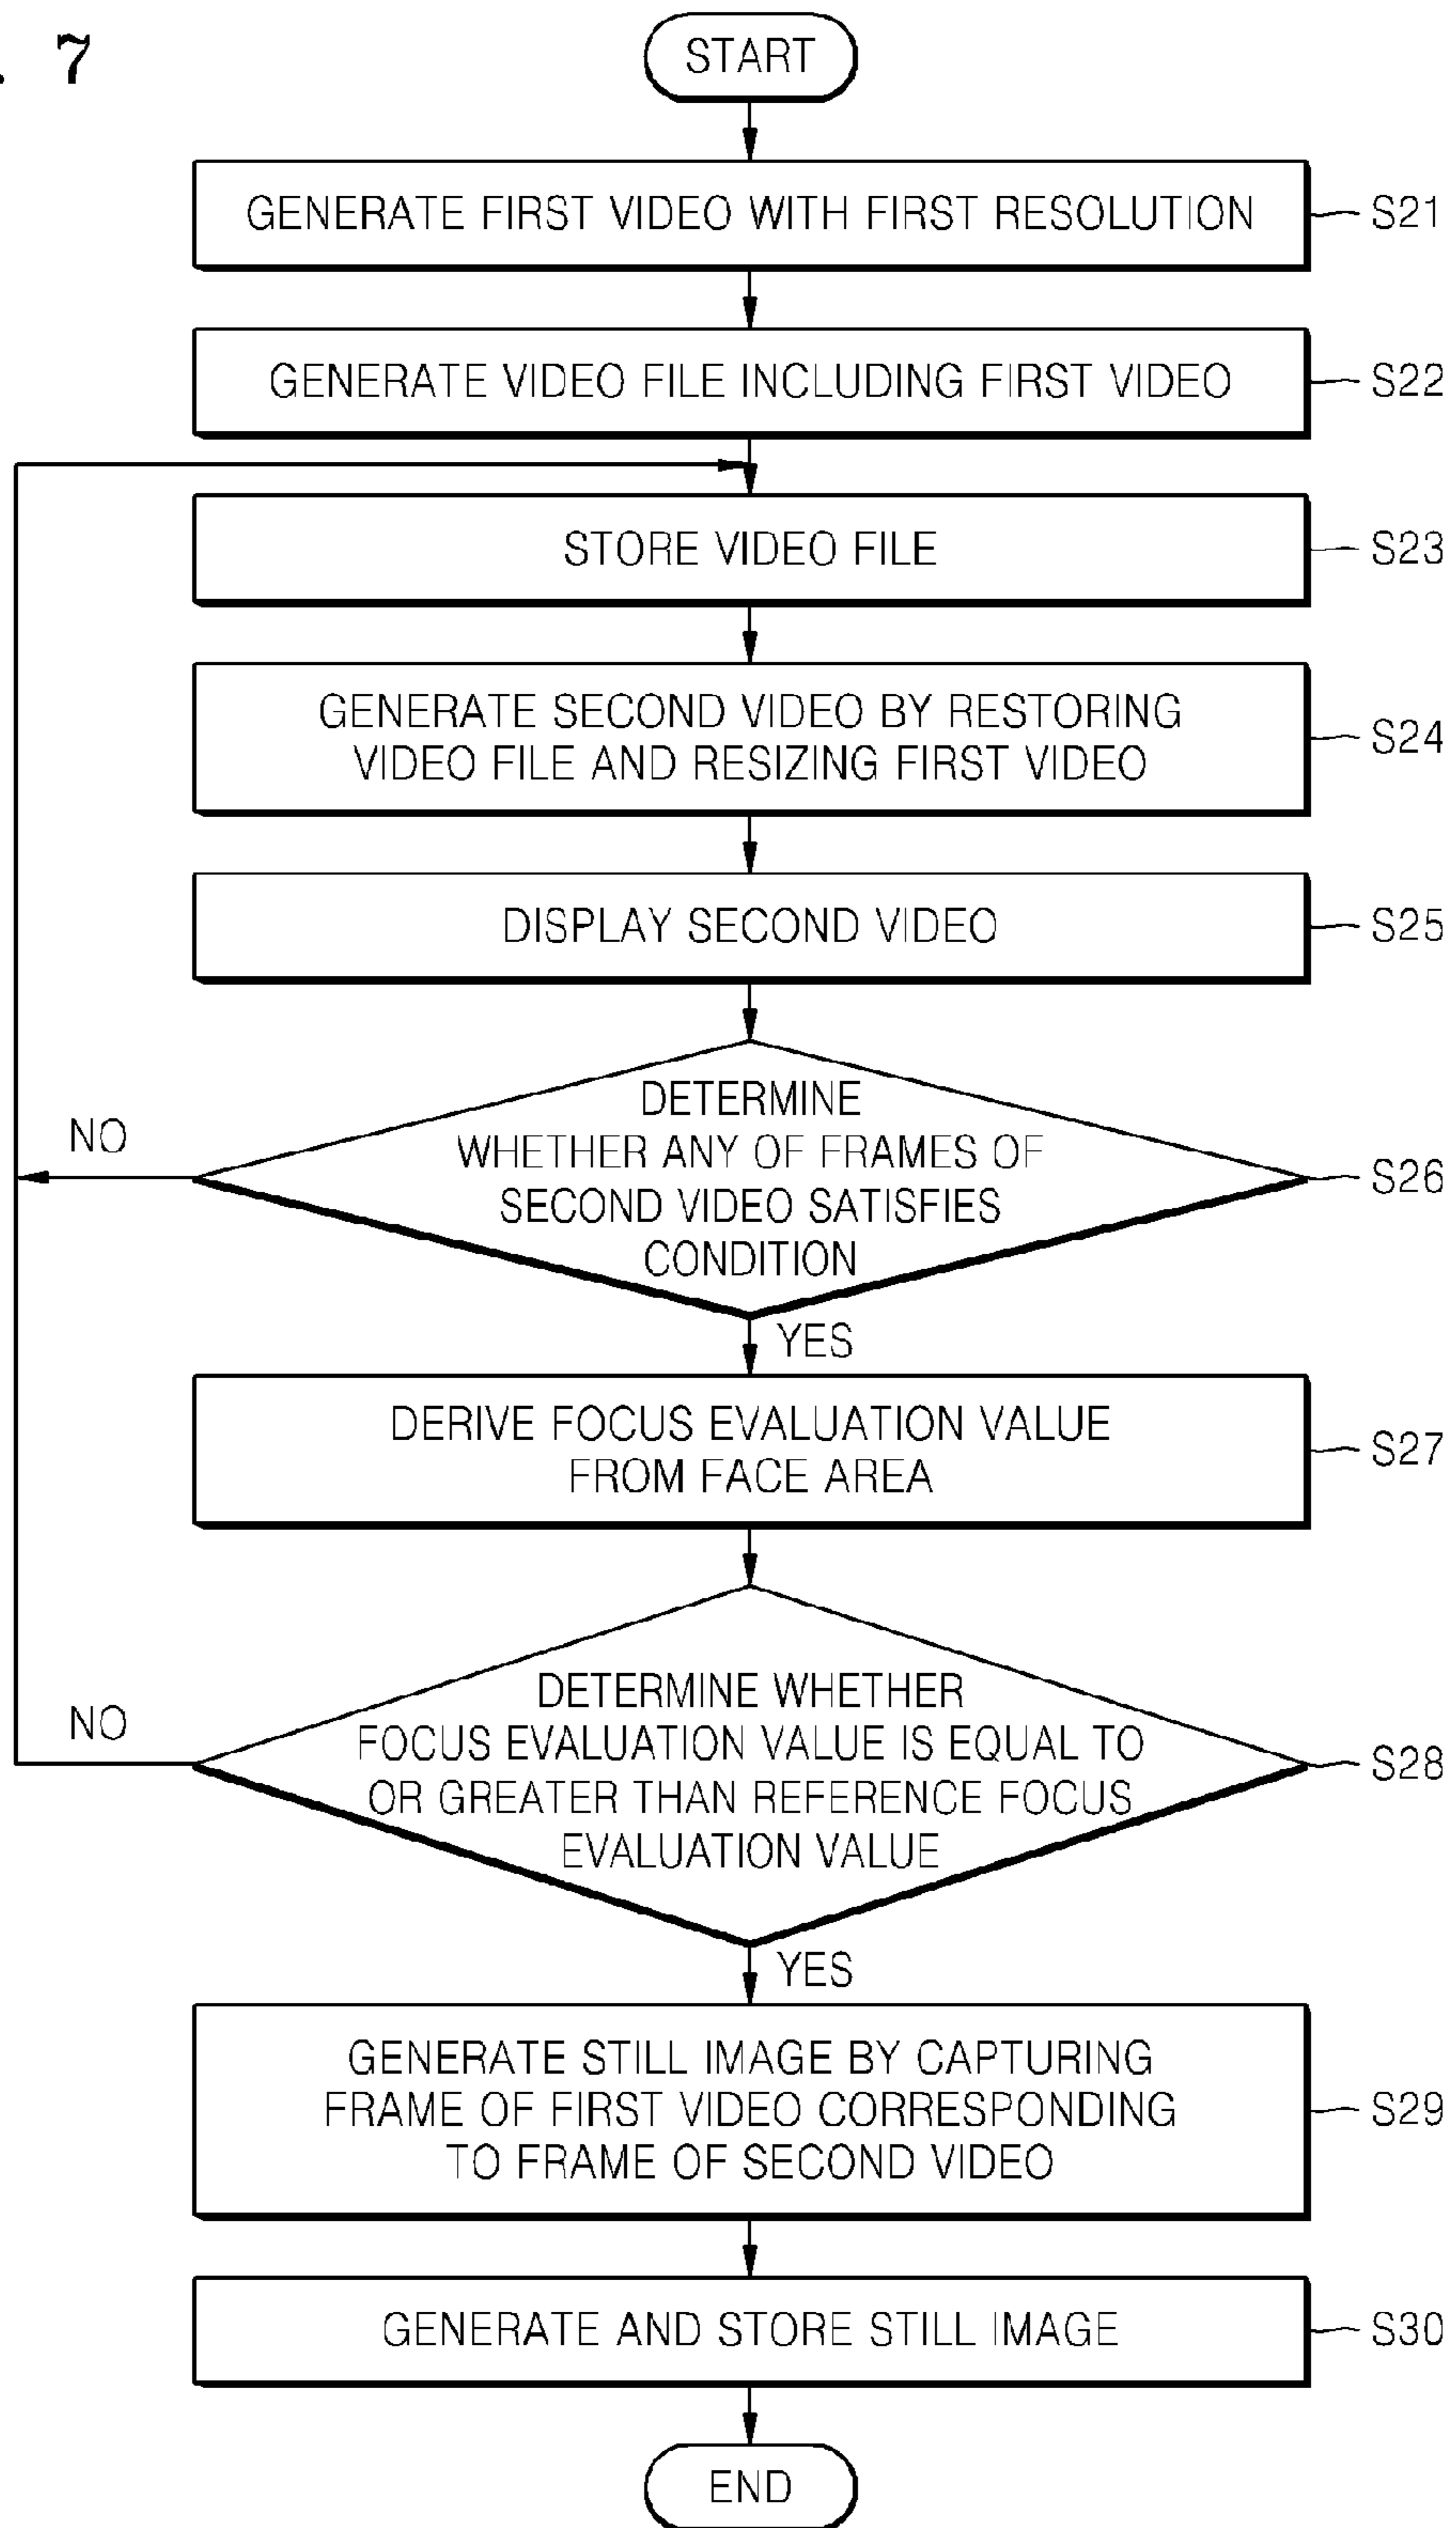 . 7
START
GENERATE FIRST VIDEO WITH FIRST RESOLUTION
S21
GENERATE VIDEO FILE INCLUDING FIRST VIDEO
S22
STORE VIDEO FILE
S23
GENERATE SECOND VIDEO BY RESTORING
VIDEO FILE AND RESIZING FIRST VIDEO
S24
DISPLAY SECOND VIDEO
S25
DETERMINE
WHETHER ANY OF FRAMES OF
SECOND VIDEO SATISFIES
CONDITION
S26
NO
YES
DERIVE FOCUS EVALUATION VALUE
FROM FACE AREA
S27
DETERMINE WHETHER
FOCUS EVALUATION VALUE IS EQUAL TO
OR GREATER THAN REFERENCE FOCUS
EVALUATION VALUE
S28
NO
YES
GENERATE STILL IMAGE BY CAPTURING
FRAME OF FIRST VIDEO CORRESPONDING
TO FRAME OF SECOND VIDEO
S29
GENERATE AND STORE STILL IMAGE
S30
END